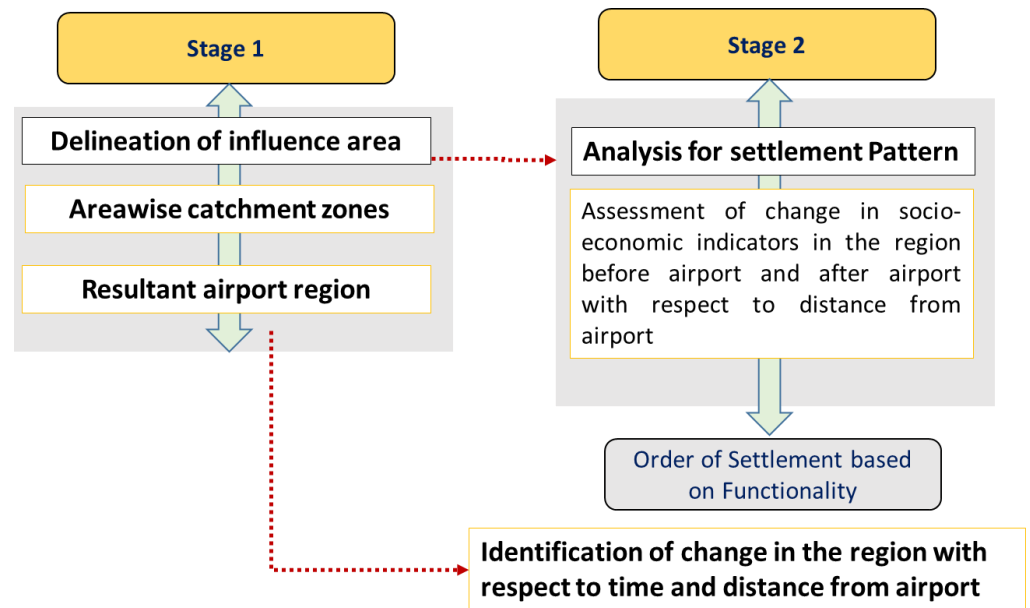 Stage 1
Delineation of influence area
Areawise catchment zones
Resultant airport region
Stage 2
Analysis for settlement Pattern
Assessment of change in socio-
economic indicators in the region
before airport and after airport
with respect to distance from
airport
Order of Settlement based
on Functionality
Identification of change in the region with
respect to time and distance from airport